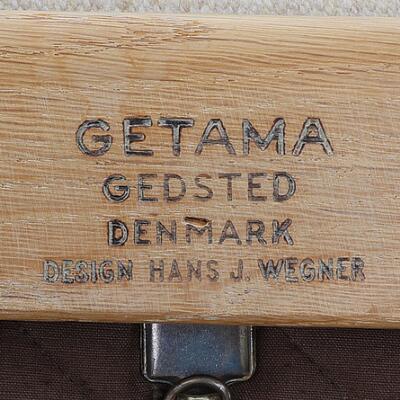 GETAMA
GEDSTED
DENMARK
DESIGN HANS J. WEGNER